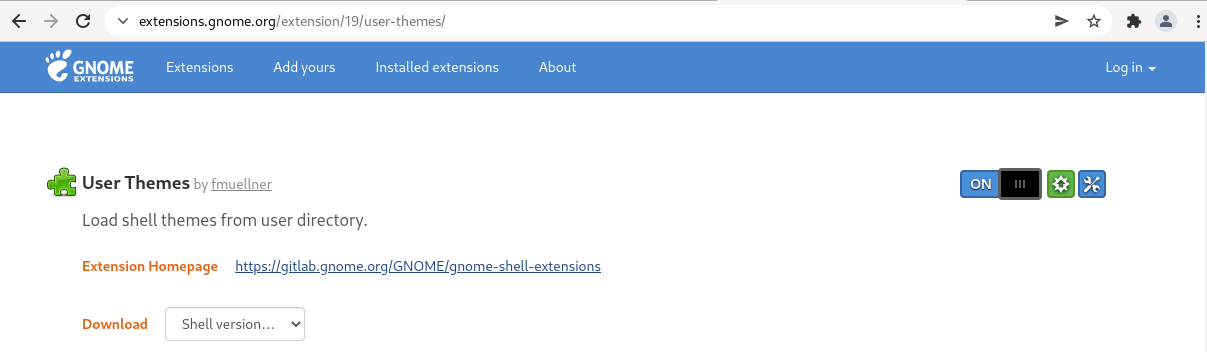 extensions.gnome.org/extension/19/user-themes/
GNOME
EXTENSIONS
Extensions Add yours Installed extensions About Log in
User Themes by fmuellner
ON
Load shell themes from user directory.
Extension Homepage https://gitlab.gnome.org/GNOME/gnome-shell-extensions
Download Shell version...